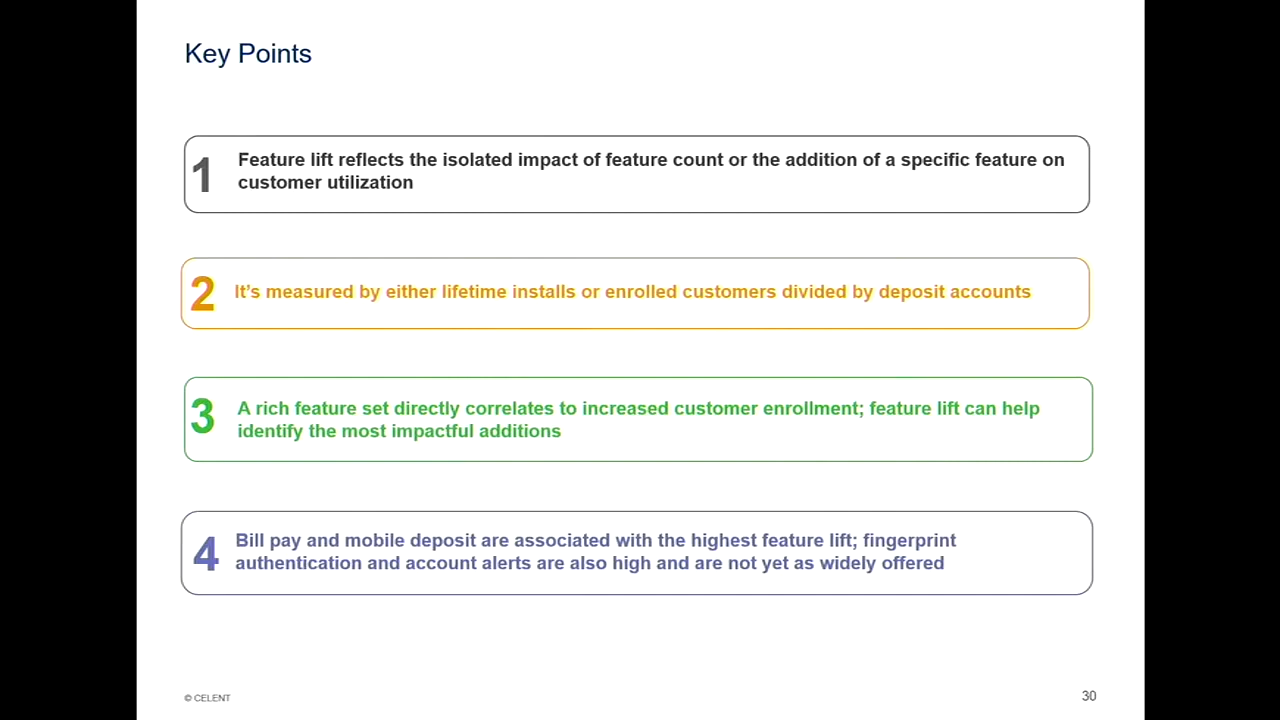 Key Points
1
Feature lift reflects the isolated impact of feature count or the addition of a specific feature on
customer utilization
2
It’s measured by either lifetime installs or enrolled customers divided by deposit accounts
3
A rich feature set directly correlates to increased customer enrollment; feature lift can help
identify the most impactful additions
4
Bill pay and mobile deposit are associated with the highest feature lift; fingerprint
authentication and account alerts are also high and are not yet as widely offered
© CELENT
30